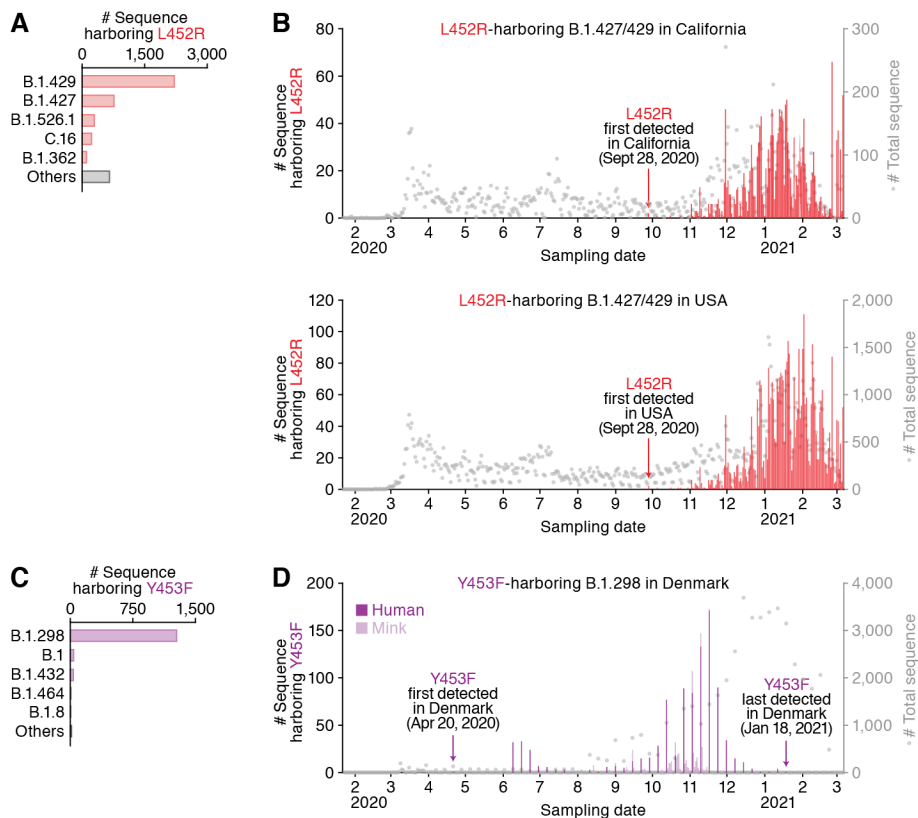 A
# Sequence
harboring L452R
0 1,500 3,000
B.1.429
B.1.427
B.1.526.1
C.16
B.1.362
Others
B
L452R-harboring B.1.427/429 in California
# Sequence
harboring L452R
80
60
40
20
0
L452R
first detected
in California
(Sept 28, 2020)
300
200
100
0
# Total sequence
2 3 4 5 6 7 8 9 10 11 12 1 2 3
2020 2021
Sampling date
L452R-harboring B.1.427/429 in USA
# Sequence
harboring L452R
120
100
80
60
40
20
0
L452R
first detected
in USA
(Sept 28, 2020)
2,000
1,500
1,000
500
0
# Total sequence
2 3 4 5 6 7 8 9 10 11 12 1 2 3
2020 2021
Sampling date
C
# Sequence
harboring Y453F
0 750 1,500
B.1.298
B.1
B.1.432
B.1.464
B.1.8
Others
D
Y453F-harboring B.1.298 in Denmark
# Sequence
harboring Y453F
200
150
100
50
0
Human
Mink
Y453F
first detected
in Denmark
(Apr 20, 2020)
Y453F
last detected
in Denmark
(Jan 18, 2021)
4,000
3,000
2,000
1,000
0
# Total sequence
2 3 4 5 6 7 8 9 10 11 12 1 2 3
2020 2021
Sampling date